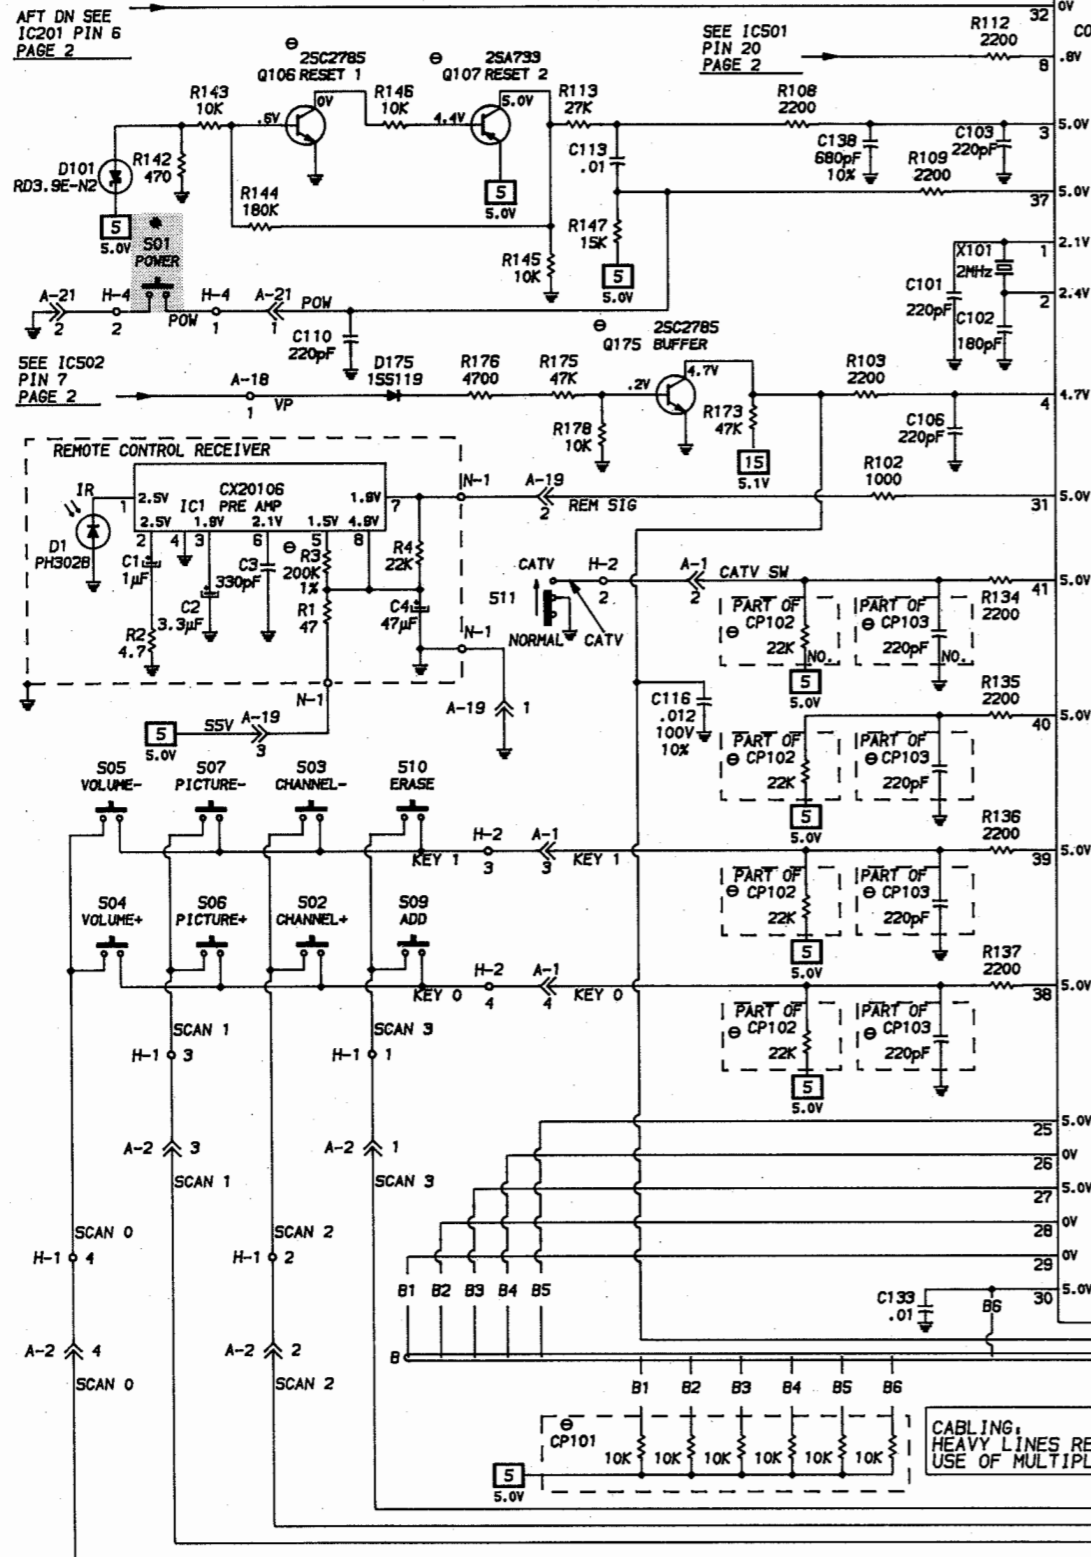 AFT DN SEE
IC201 PIN 6
PAGE 2
32
0V
CO
SEE IC501
PIN 20
PAGE 2
R112
2200
8
.8V
⊖
2SC2785
Q106 RESET 1
⊖
2SA733
Q107 RESET 2
R143
10K
.6V
0V
R146
10K
4.4V
5.0V
R113
27K
R108
2200
3
5.0V
D101
RD3.9E-N2
R142
470
C113
.01
C138
680pF
10%
C103
220pF
R109
2200
37
5.0V
5
5.0V
R144
180K
5
5.0V
R147
15K
5
5.0V
R145
10K
*
S01
POWER
X101
2MHz
1
2.1V
2
2.4V
C101
220pF
C102
180pF
A-21
2
H-4
2
POW
H-4
1
A-21
1
POW
C110
220pF
⊖
2SC2785
Q175 BUFFER
SEE IC502
PIN 7
PAGE 2
A-18
1
VP
D175
1SS119
R176
4700
R175
47K
.2V
4.7V
R103
2200
4
4.7V
R178
10K
R173
47K
15
5.1V
C106
220pF
REMOTE CONTROL RECEIVER
IR
D1
PH302B
1
2.5V
CX20106
IC1
PRE AMP
1.8V
7
2.5V
1.8V
2.1V
1.5V
4.8V
2
4
3
6
5
8
C1
1µF
R2
4.7
C2
3.3µF
C3
330pF
⊖
R3
200K
1%
R1
47
R4
22K
C4
47µF
N-1
A-19
2
REM SIG
R102
1000
31
5.0V
N-1
A-19
1
N-1
5
5.0V
S5V
A-19
3
CATV
S11
NORMAL
CATV
H-2
2
A-1
2
CATV SW
R134
2200
41
5.0V
PART OF
⊖ CP102
22K
NO.
5
5.0V
PART OF
⊖ CP103
220pF
NO.
C116
.012
100V
10%
R135
2200
40
5.0V
PART OF
⊖ CP102
22K
5
5.0V
PART OF
⊖ CP103
220pF
S05
VOLUME-
S07
PICTURE-
S03
CHANNEL-
S10
ERASE
KEY 1
H-2
3
A-1
3
KEY 1
R136
2200
39
5.0V
PART OF
⊖ CP102
22K
5
5.0V
PART OF
⊖ CP103
220pF
S04
VOLUME+
S06
PICTURE+
S02
CHANNEL+
S09
ADD
KEY 0
H-2
4
A-1
4
KEY 0
R137
2200
38
5.0V
PART OF
⊖ CP102
22K
5
5.0V
PART OF
⊖ CP103
220pF
SCAN 1
H-1 3
SCAN 3
H-1 1
A-2 3
A-2 1
SCAN 1
SCAN 3
SCAN 0
H-1 4
SCAN 2
H-1 2
A-2 4
A-2 2
SCAN 0
SCAN 2
25
5.0V
26
0V
27
5.0V
28
0V
29
0V
30
5.0V
B1 B2 B3 B4 B5
C133
.01
B6
B
B1 B2 B3 B4 B5 B6
⊖
CP101
10K 10K 10K 10K 10K 10K
5
5.0V
CABLING:
HEAVY LINES RE
USE OF MULTIPL